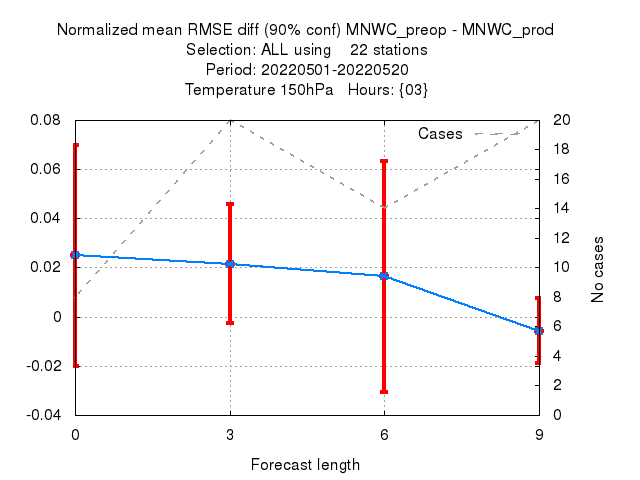 Normalized mean RMSE diff (90% conf) MNWC_preop - MNWC_prod
Selection: ALL using    22 stations
Period: 20220501-20220520
Temperature 150hPa   Hours: {03}
Cases
0.08
0.06
0.04
0.02
0
-0.02
-0.04
20
18
16
14
12
10
8
6
4
2
0
No cases
0 3 6 9
Forecast length